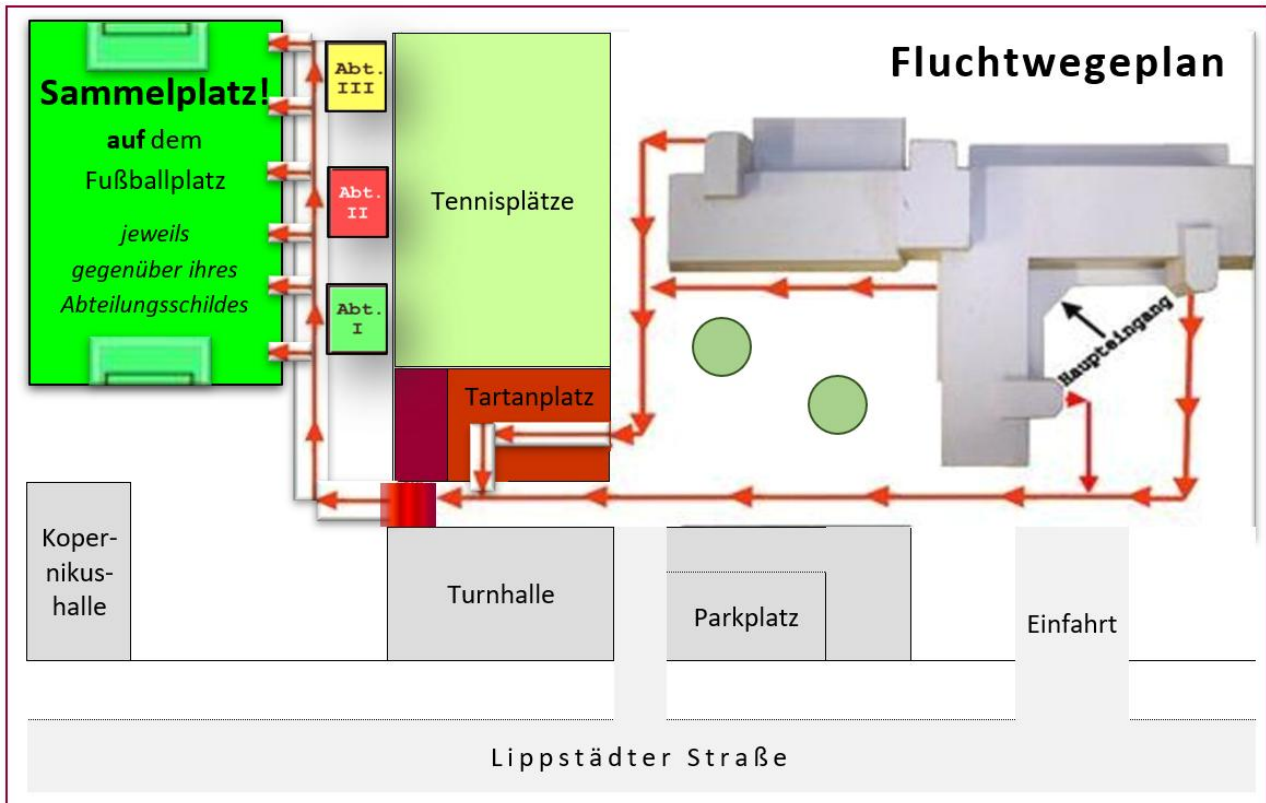 Fluchtwegeplan
Sammelplatz!
auf dem
Fußballplatz
jeweils
gegenüber ihres
Abteilungsschildes
Abt.
III
Abt.
II
Abt.
I
Tennisplätze
Tartanplatz
Haupteingang
Koper-
nikus-
halle
Turnhalle
Parkplatz
Einfahrt
Lippstädter Straße